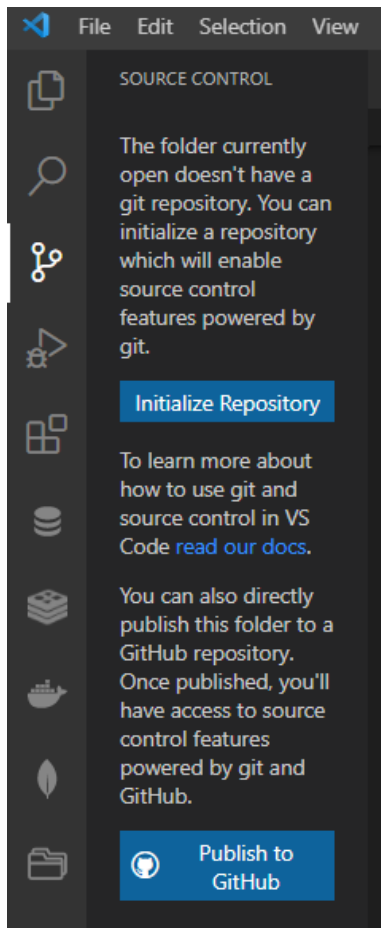 File Edit Selection View
SOURCE CONTROL
The folder currently
open doesn't have a
git repository. You can
initialize a repository
which will enable
source control
features powered by
git.
Initialize Repository
To learn more about
how to use git and
source control in VS
Code read our docs.
You can also directly
publish this folder to a
GitHub repository.
Once published, you'll
have access to source
control features
powered by git and
GitHub.
Publish to
GitHub